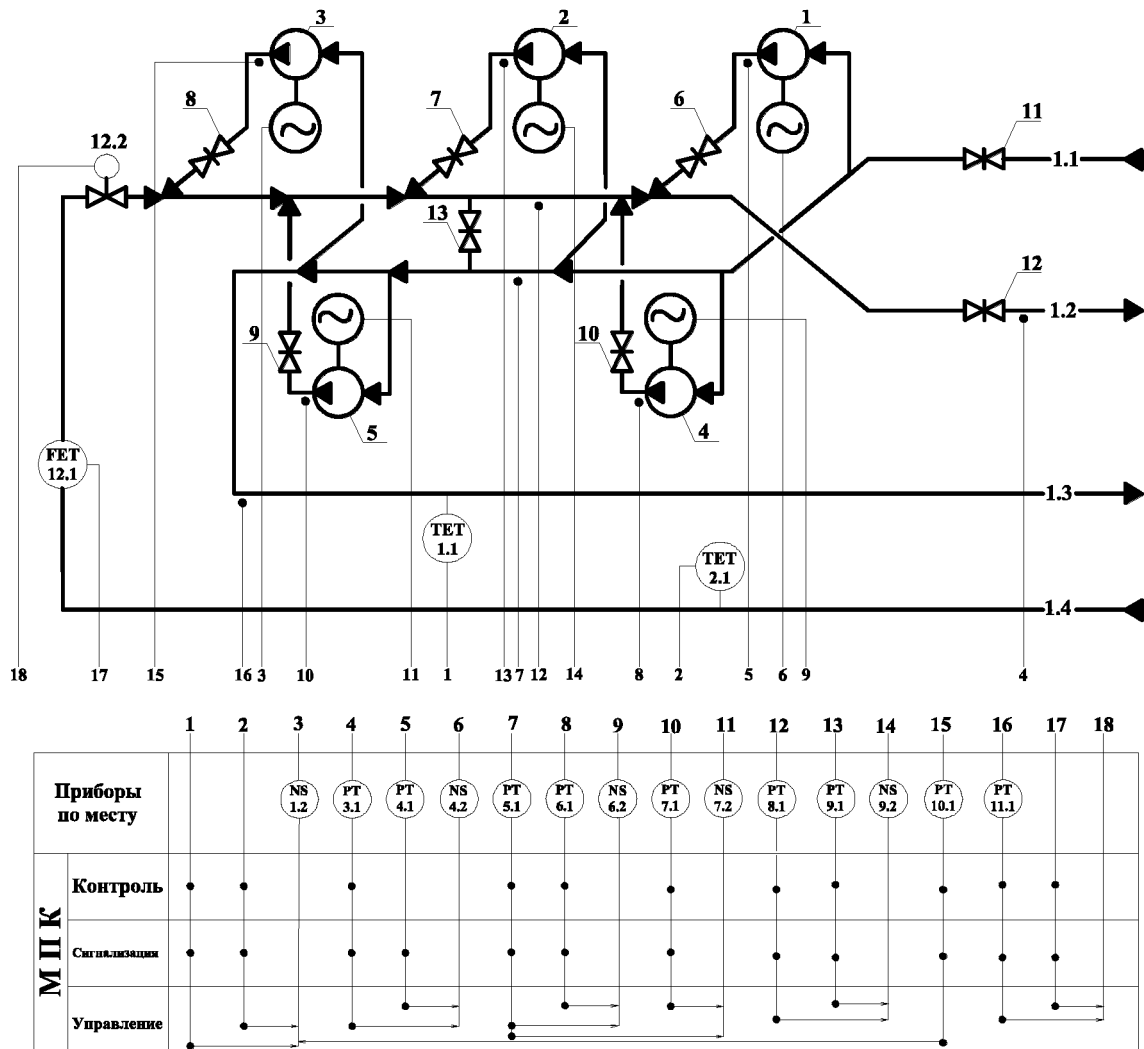 3
2
1
8
7
6
11
12.2
1.1
13
12
1.2
9
10
5
4
FET
12.1
1.3
TET
1.1
TET
2.1
1.4
18 17 15 16 3 10 11 1 13 7 12 14 8 2 5 6 9 4
1 2 3 4 5 6 7 8 9 10 11 12 13 14 15 16 17 18
Приборы
по месту
NS
1.2
PT
3.1
PT
4.1
NS
4.2
PT
5.1
PT
6.1
NS
6.2
PT
7.1
NS
7.2
PT
8.1
PT
9.1
NS
9.2
PT
10.1
PT
11.1
МПК
Контроль
Сигнализация
Управление